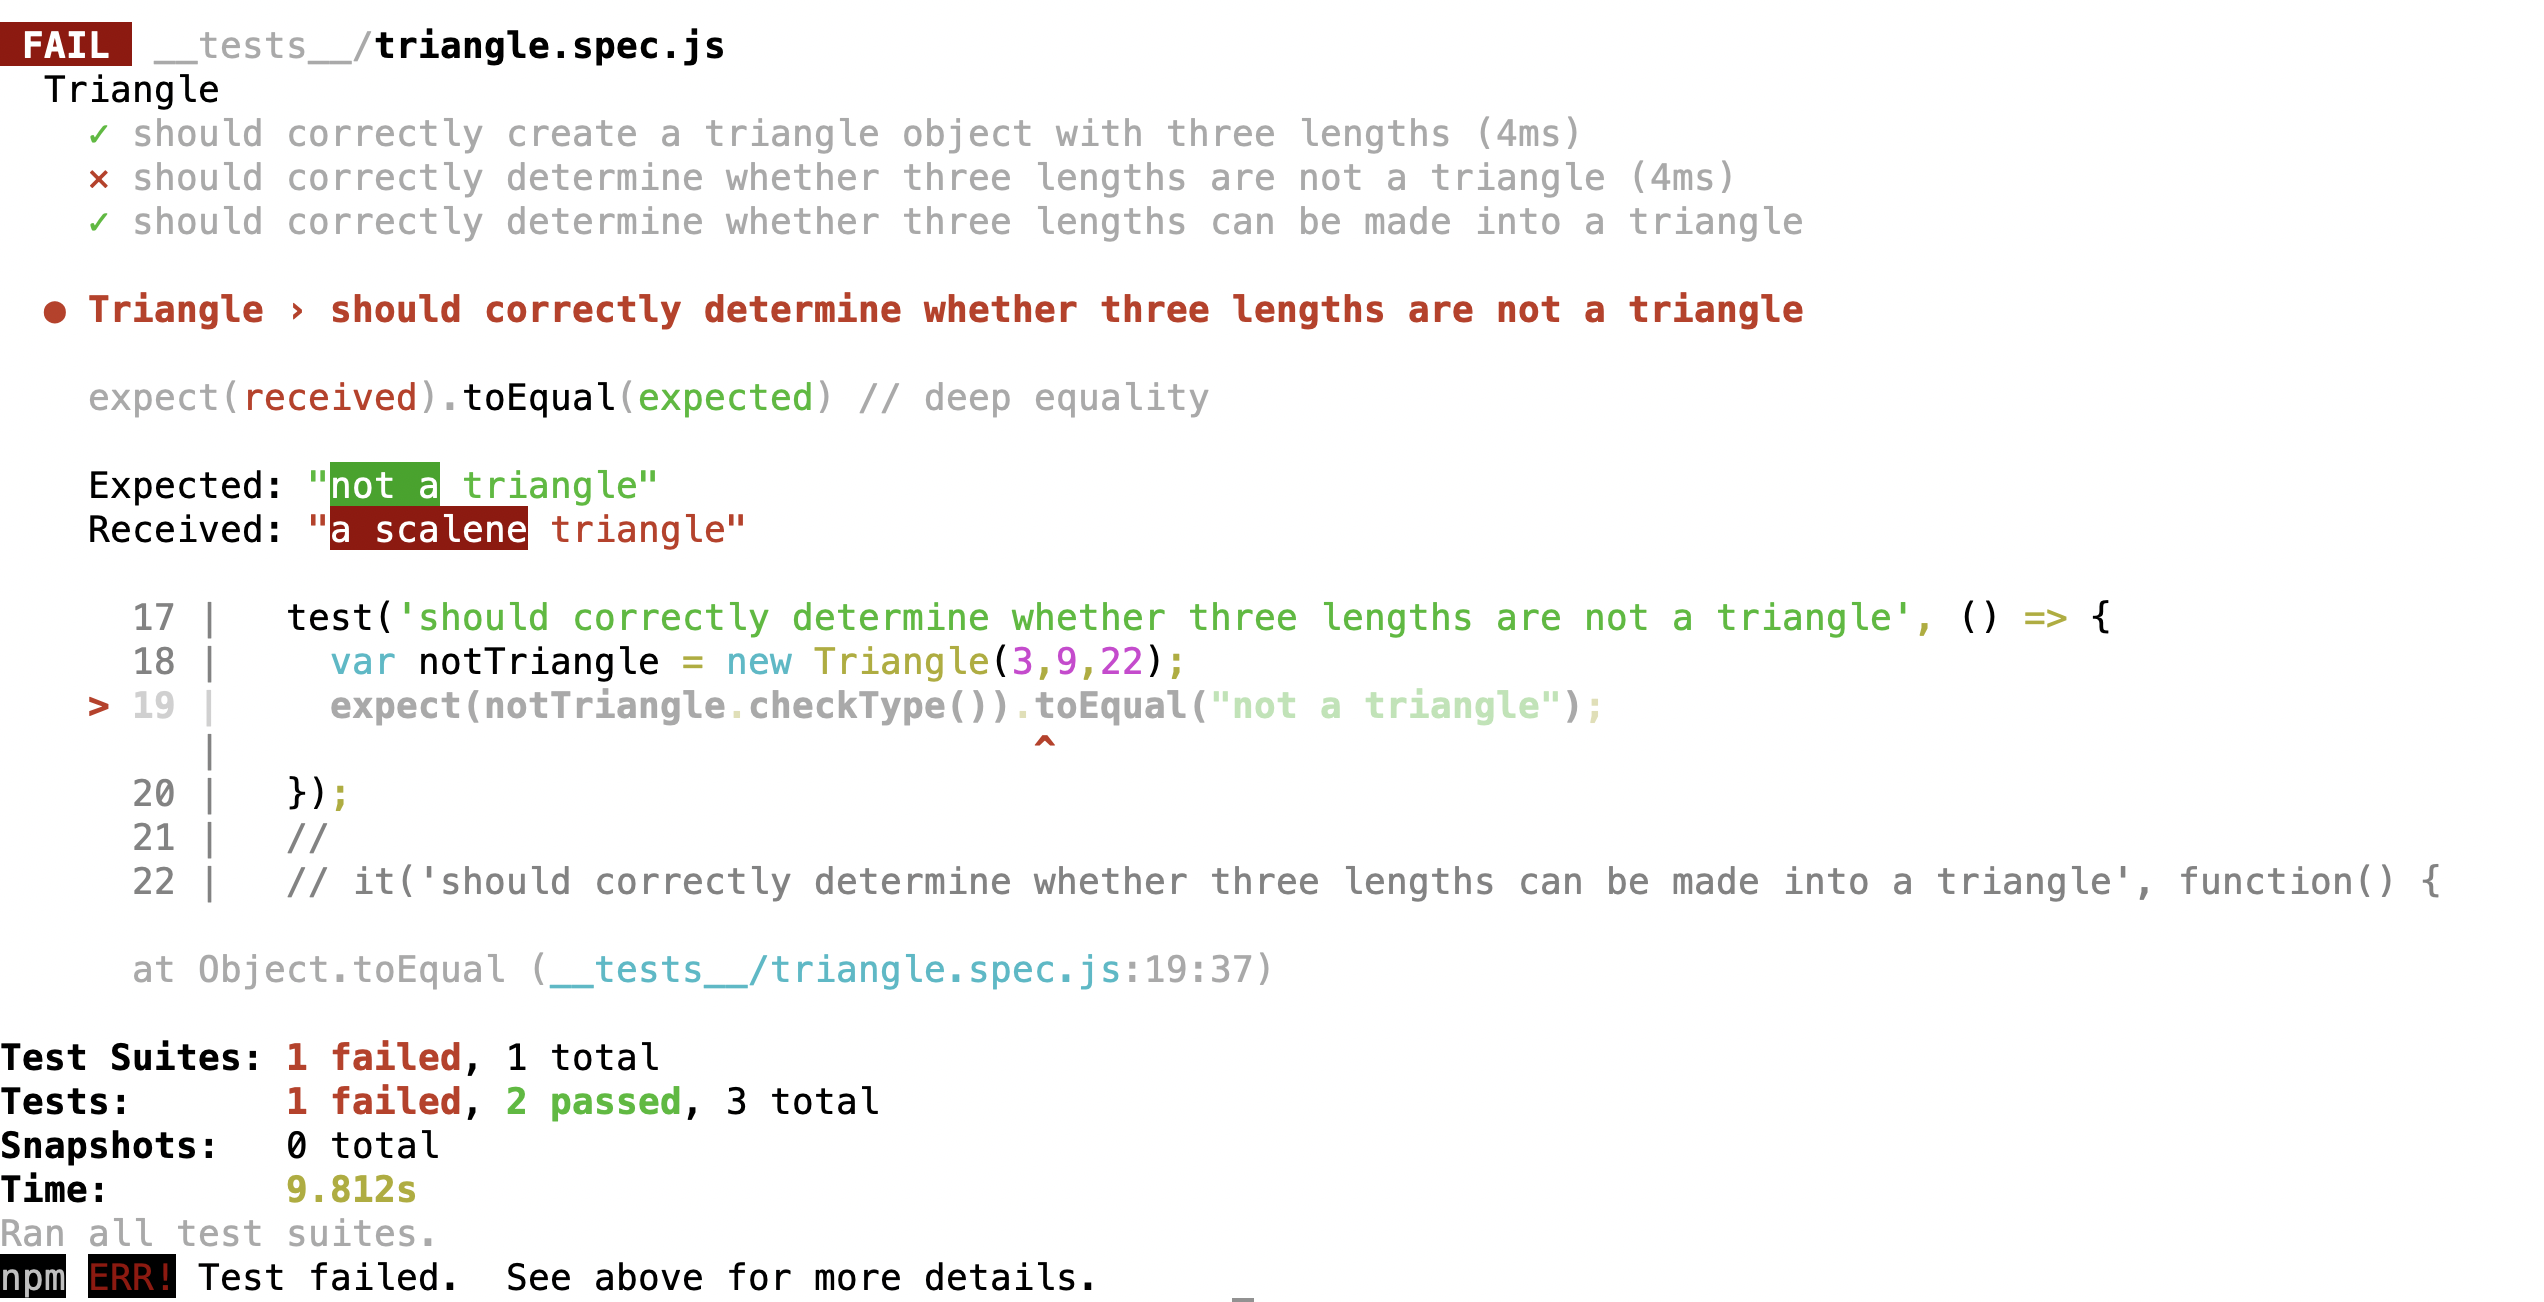 FAIL __tests__/triangle.spec.js
Triangle
✓ should correctly create a triangle object with three lengths (4ms)
✕ should correctly determine whether three lengths are not a triangle (4ms)
✓ should correctly determine whether three lengths can be made into a triangle
● Triangle › should correctly determine whether three lengths are not a triangle
expect(received).toEqual(expected) // deep equality
Expected: "not a triangle"
Received: "a scalene triangle"
17 |   test('should correctly determine whether three lengths are not a triangle', () => {
18 |     var notTriangle = new Triangle(3,9,22);
> 19 |     expect(notTriangle.checkType()).toEqual("not a triangle");
|                                     ^
20 |   });
21 |   //
22 |   // it('should correctly determine whether three lengths can be made into a triangle', function() {
at Object.toEqual (__tests__/triangle.spec.js:19:37)
Test Suites: 1 failed, 1 total
Tests:       1 failed, 2 passed, 3 total
Snapshots:   0 total
Time:        9.812s
Ran all test suites.
npm ERR! Test failed.  See above for more details.